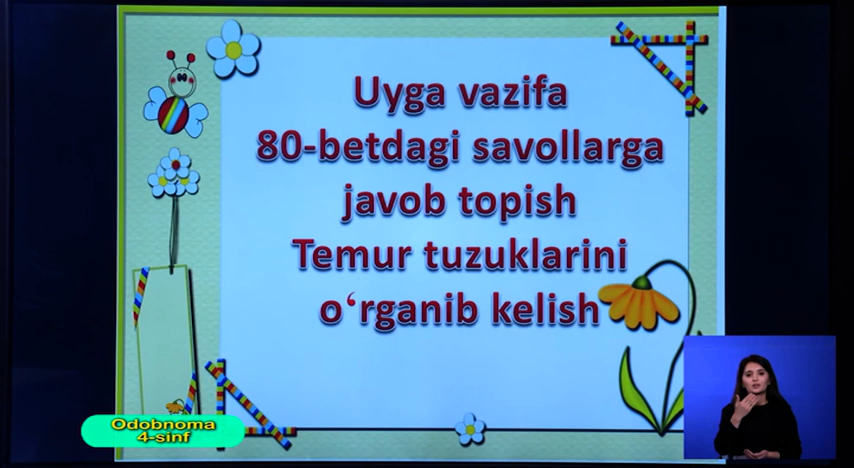 Uyga vazifa
80-betdagi savollarga
javob topish
Temur tuzuklarini
o‘rganib kelish
Odobnoma
4-sinf